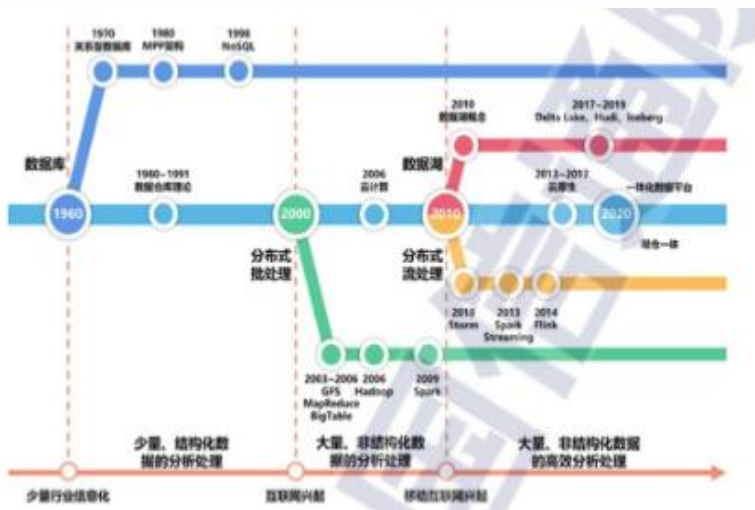 1970
关系型数据库
1980
MPP架构
1998
NoSQL
2010
数据湖概念
2017~2019
Delta Lake、Hudi、Iceberg
数据库
1980~1991
数据仓库理论
2006
云计算
数据湖
2013~2017
云原生
一体化数据平台
1960
2000
2010
2020
湖仓一体
分布式
批处理
分布式
流处理
2010
Storm
2013
Spark
Streaming
2014
Flink
2003~2006
GFS
MapReduce
BigTable
2006
Hadoop
2009
Spark
少量、结构化数
据的分析处理
大量、非结构化数
据的分析处理
大量、非结构化数据
的高效分析处理
少量行业信息化
互联网兴起
移动互联网兴起